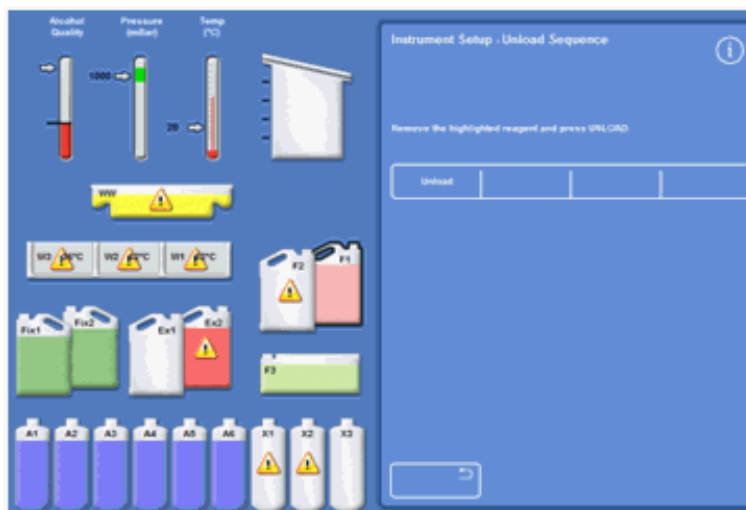 Alcohol Quality
Pressure (mBar)
Temp (°C)
Instrument Setup - Unload Sequence
i
1000
20
Remove the highlighted reagent and press UNLOAD
Unload
WW
W3 °C
W2 °C
W1 °C
F2
F1
Fix1
Fix2
Ex1
Ex2
F3
A1
A2
A3
A4
A5
A6
X1
X2
X3